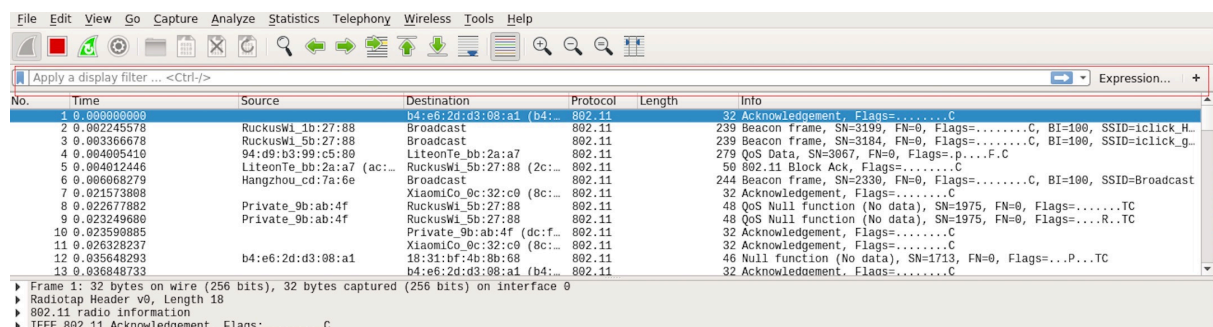 File Edit View Go Capture Analyze Statistics Telephony Wireless Tools Help
Apply a display filter ... <Ctrl-/> Expression... +
No. Time Source Destination Protocol Length Info
1 0.000000000 b4:e6:2d:d3:08:a1 (b4:… 802.11 32 Acknowledgement, Flags=........C
2 0.002245578 RuckusWi_1b:27:88 Broadcast 802.11 239 Beacon frame, SN=3199, FN=0, Flags=........C, BI=100, SSID=iclick_H…
3 0.003366678 RuckusWi_5b:27:88 Broadcast 802.11 239 Beacon frame, SN=3184, FN=0, Flags=........C, BI=100, SSID=iclick_g…
4 0.004005410 94:d9:b3:99:c5:80 LiteonTe_bb:2a:a7 802.11 279 QoS Data, SN=3067, FN=0, Flags=.p....F.C
5 0.004012446 LiteonTe_bb:2a:a7 (ac:… RuckusWi_5b:27:88 (2c:… 802.11 50 802.11 Block Ack, Flags=........C
6 0.006068279 Hangzhou_cd:7a:6e Broadcast 802.11 244 Beacon frame, SN=2330, FN=0, Flags=........C, BI=100, SSID=Broadcast
7 0.021573808 XiaomiCo_0c:32:c0 (8c:… 802.11 32 Acknowledgement, Flags=........C
8 0.022677882 Private_9b:ab:4f RuckusWi_5b:27:88 802.11 48 QoS Null function (No data), SN=1975, FN=0, Flags=.......TC
9 0.023249680 Private_9b:ab:4f RuckusWi_5b:27:88 802.11 48 QoS Null function (No data), SN=1975, FN=0, Flags=....R..TC
10 0.023590885 Private_9b:ab:4f (dc:f… 802.11 32 Acknowledgement, Flags=........C
11 0.026328237 XiaomiCo_0c:32:c0 (8c:… 802.11 32 Acknowledgement, Flags=........C
12 0.035648293 b4:e6:2d:d3:08:a1 18:31:bf:4b:8b:68 802.11 46 Null function (No data), SN=1713, FN=0, Flags=...P...TC
13 0.036848733 b4:e6:2d:d3:08:a1 (b4:… 802.11 32 Acknowledgement, Flags=........C
Frame 1: 32 bytes on wire (256 bits), 32 bytes captured (256 bits) on interface 0
Radiotap Header v0, Length 18
802.11 radio information
IEEE 802.11 Acknowledgement, Flags: ........C